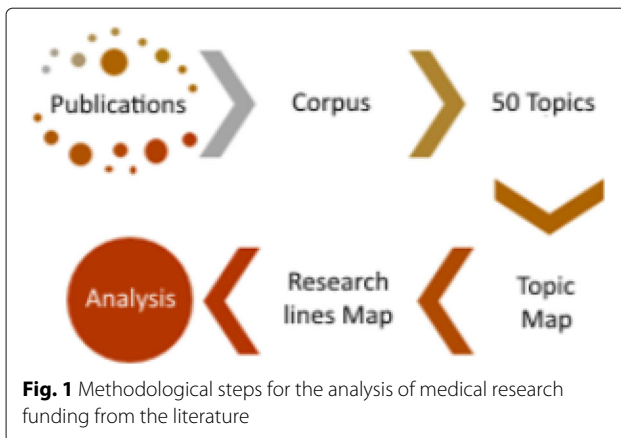 Publications
Corpus
50 Topics
Topic
Map
Research
lines Map
Analysis
Fig. 1 Methodological steps for the analysis of medical research
funding from the literature